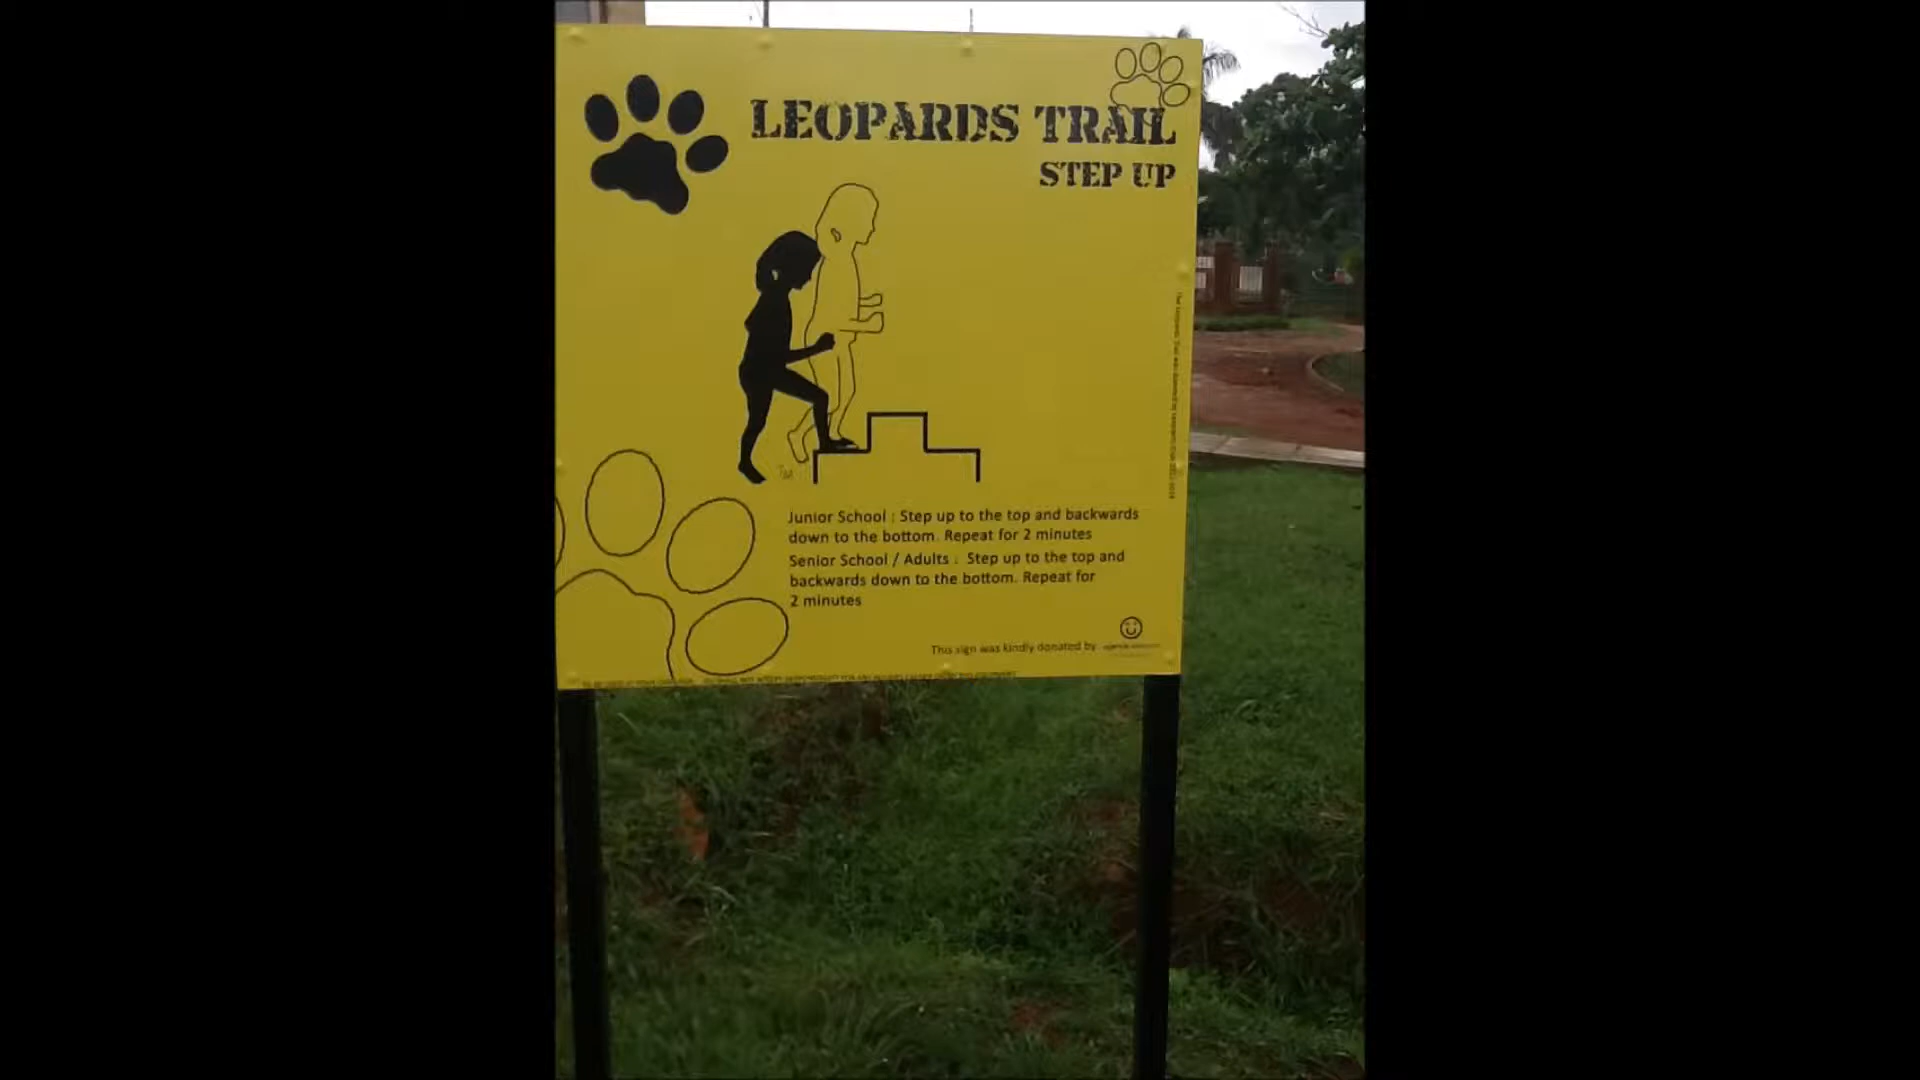 LEOPARDS TRAIL
STEP UP
TM
Junior School : Step up to the top and backwards
down to the bottom. Repeat for 2 minutes
Senior School / Adults : Step up to the top and
backwards down to the bottom. Repeat for
2 minutes
This sign was kindly donated by